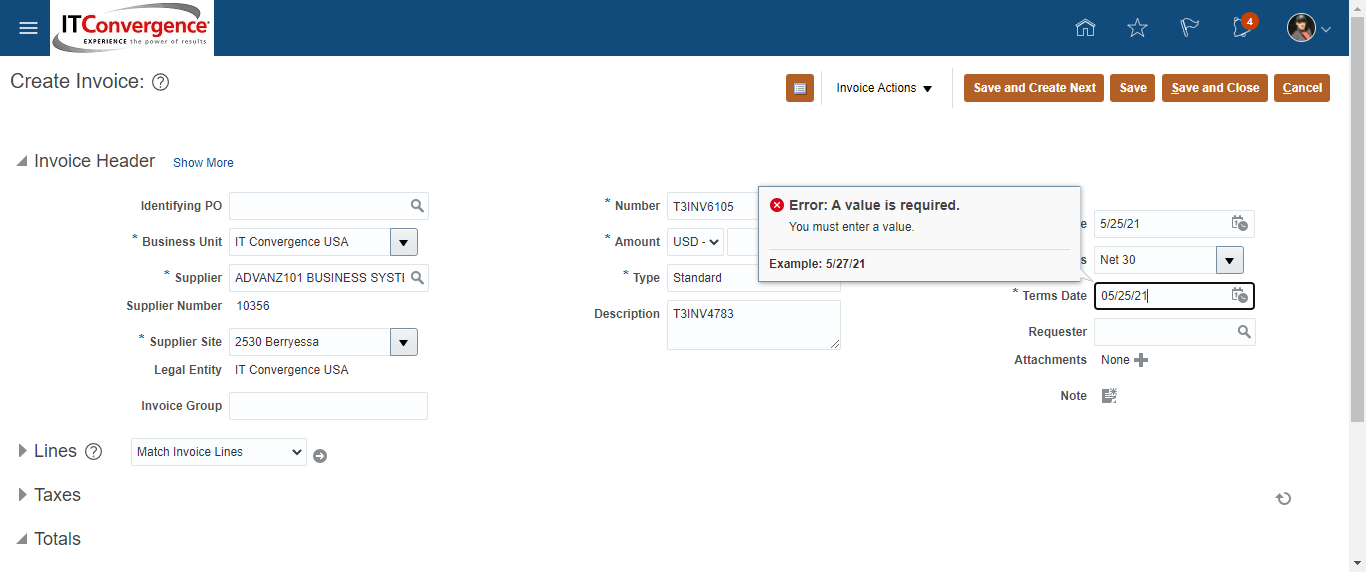 ITConvergence
EXPERIENCE the power of results
4
Create Invoice: ?
Invoice Actions
Save and Create Next
Save
Save and Close
Cancel
Invoice Header Show More
Identifying PO
* Business Unit IT Convergence USA
* Supplier ADVANZ101 BUSINESS SYSTI
Supplier Number 10356
* Supplier Site 2530 Berryessa
Legal Entity IT Convergence USA
Invoice Group
* Number T3INV6105
* Amount USD -
* Type Standard
Description T3INV4783
Error: A value is required.
You must enter a value.
Example: 5/27/21
5/25/21
Net 30
* Terms Date 05/25/21
Requester
Attachments None
Note
Lines ? Match Invoice Lines
Taxes
Totals